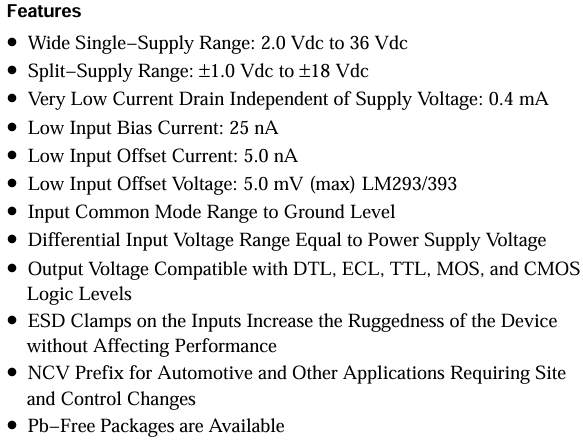 Features
• Wide Single−Supply Range: 2.0 Vdc to 36 Vdc
• Split−Supply Range: ±1.0 Vdc to ±18 Vdc
• Very Low Current Drain Independent of Supply Voltage: 0.4 mA
• Low Input Bias Current: 25 nA
• Low Input Offset Current: 5.0 nA
• Low Input Offset Voltage: 5.0 mV (max) LM293/393
• Input Common Mode Range to Ground Level
• Differential Input Voltage Range Equal to Power Supply Voltage
• Output Voltage Compatible with DTL, ECL, TTL, MOS, and CMOS
Logic Levels
• ESD Clamps on the Inputs Increase the Ruggedness of the Device
without Affecting Performance
• NCV Prefix for Automotive and Other Applications Requiring Site
and Control Changes
• Pb−Free Packages are Available